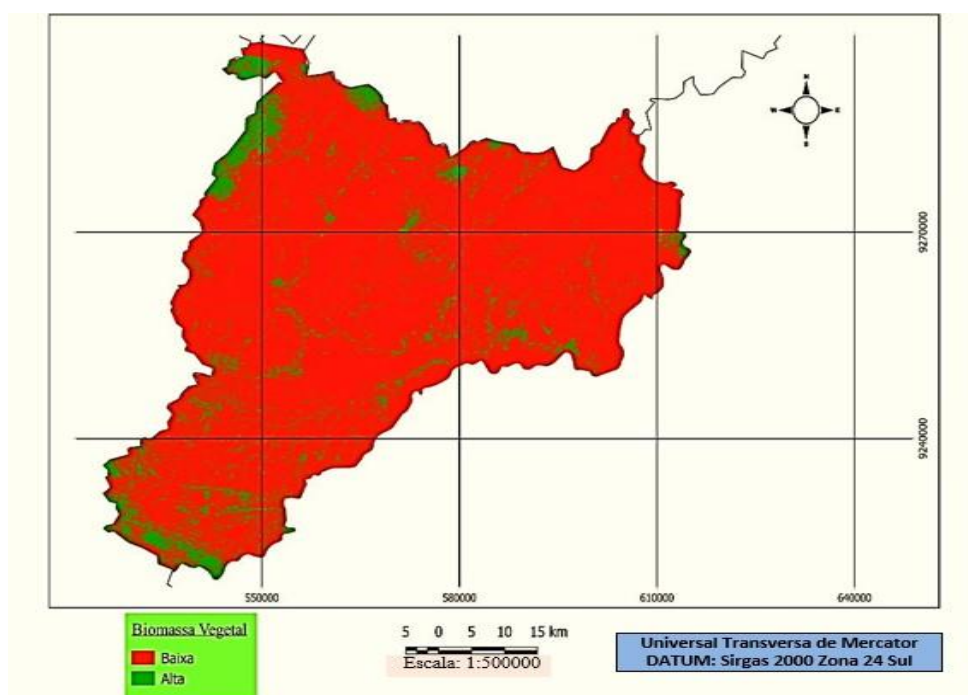 N
W E
S
9270000
9240000
550000 580000 610000 640000
Biomassa Vegetal
Baixa
Alta
5 0 5 10 15 km
Escala: 1:500000
Universal Transversa de Mercator
DATUM: Sirgas 2000 Zona 24 Sul